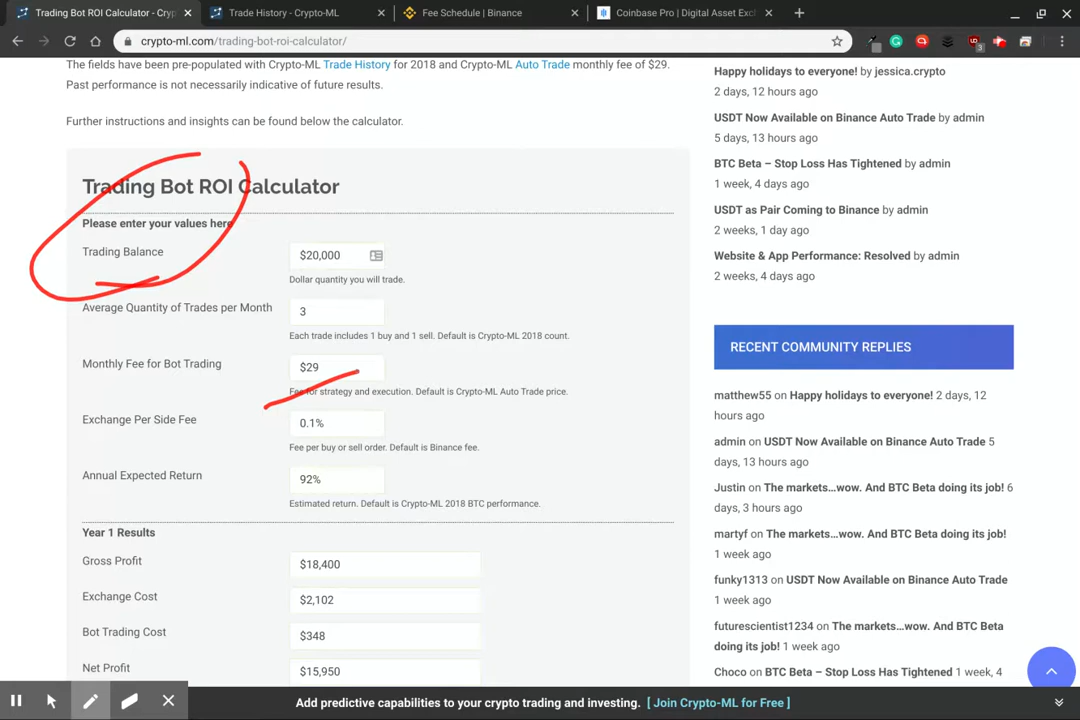 Trading Bot ROI Calculator - Cryp
Trade History - Crypto-ML
Fee Schedule | Binance
Coinbase Pro | Digital Asset Exc
crypto-ml.com/trading-bot-roi-calculator/
The fields have been pre-populated with Crypto-ML Trade History for 2018 and Crypto-ML Auto Trade monthly fee of $29.
Past performance is not necessarily indicative of future results.
Further instructions and insights can be found below the calculator.
Trading Bot ROI Calculator
Please enter your values here
Trading Balance
$20,000
Dollar quantity you will trade.
Average Quantity of Trades per Month
3
Each trade includes 1 buy and 1 sell. Default is Crypto-ML 2018 count.
Monthly Fee for Bot Trading
$29
Fee for strategy and execution. Default is Crypto-ML Auto Trade price.
Exchange Per Side Fee
0.1%
Fee per buy or sell order. Default is Binance fee.
Annual Expected Return
92%
Estimated return. Default is Crypto-ML 2018 BTC performance.
Year 1 Results
Gross Profit
$18,400
Exchange Cost
$2,102
Bot Trading Cost
$348
Net Profit
$15,950
Happy holidays to everyone! by jessica.crypto
2 days, 12 hours ago
USDT Now Available on Binance Auto Trade by admin
5 days, 13 hours ago
BTC Beta – Stop Loss Has Tightened by admin
1 week, 4 days ago
USDT as Pair Coming to Binance by admin
2 weeks, 1 day ago
Website & App Performance: Resolved by admin
2 weeks, 4 days ago
RECENT COMMUNITY REPLIES
matthew55 on Happy holidays to everyone! 2 days, 12
hours ago
admin on USDT Now Available on Binance Auto Trade 5
days, 13 hours ago
Justin on The markets…wow. And BTC Beta doing its job! 6
days, 3 hours ago
martyf on The markets…wow. And BTC Beta doing its job!
1 week ago
funky1313 on USDT Now Available on Binance Auto Trade
1 week ago
futurescientist1234 on The markets…wow. And BTC Beta
doing its job! 1 week ago
Choco on BTC Beta – Stop Loss Has Tightened 1 week, 4
Add predictive capabilities to your crypto trading and investing. [ Join Crypto-ML for Free ]